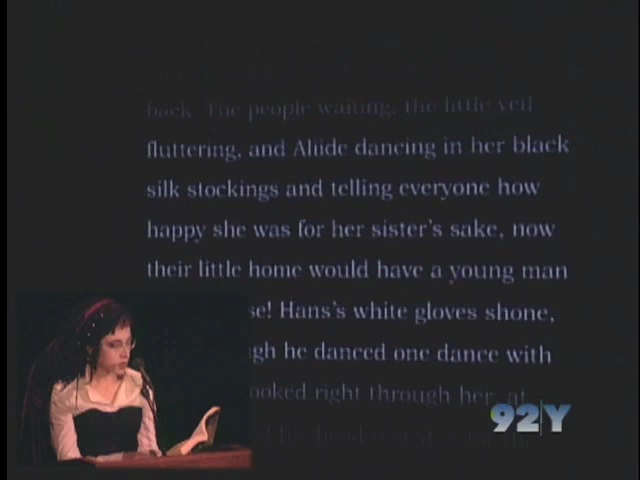 back. The people waiting, the little veil
fluttering, and Aliide dancing in her black
silk stockings and telling everyone how
happy she was for her sister's sake, now
their little home would have a young man
se! Hans's white gloves shone,
gh he danced one dance with
ooked right through her, at
92Y